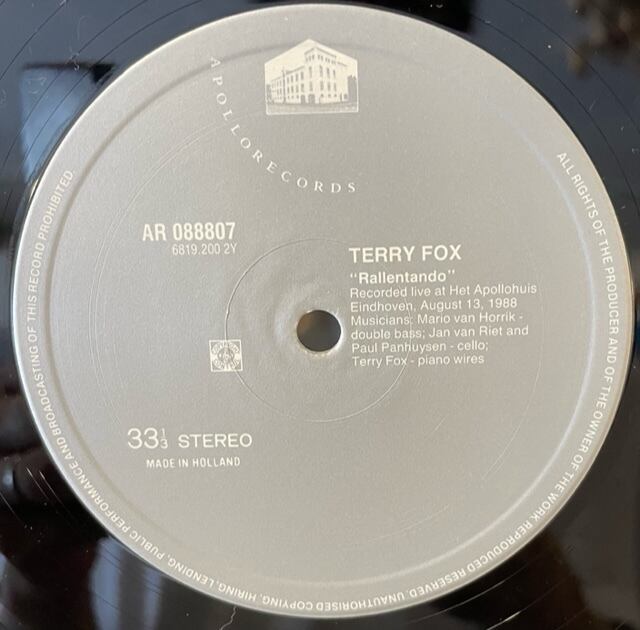 APOLLORECORDS
AR 088807
6819.200 2Y
TERRY FOX
"Rallentando"
Recorded live at Het Apollohuis
Eindhoven, August 13, 1988
Musicians: Mario van Horrik -
double bass; Jan van Riet and
Paul Panhuysen - cello;
Terry Fox - piano wires
33⅓ STEREO
MADE IN HOLLAND
ALL RIGHTS OF THE PRODUCER AND OF THE OWNER OF THE WORK REPRODUCED RESERVED. UNAUTHORISED COPYING, HIRING, LENDING, PUBLIC PERFORMANCE AND BROADCASTING OF THIS RECORD PROHIBITED.